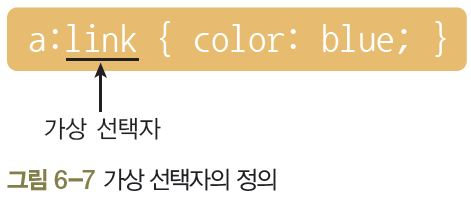 a:link { color: blue; }
가상 선택자
그림 6-7 가상 선택자의 정의